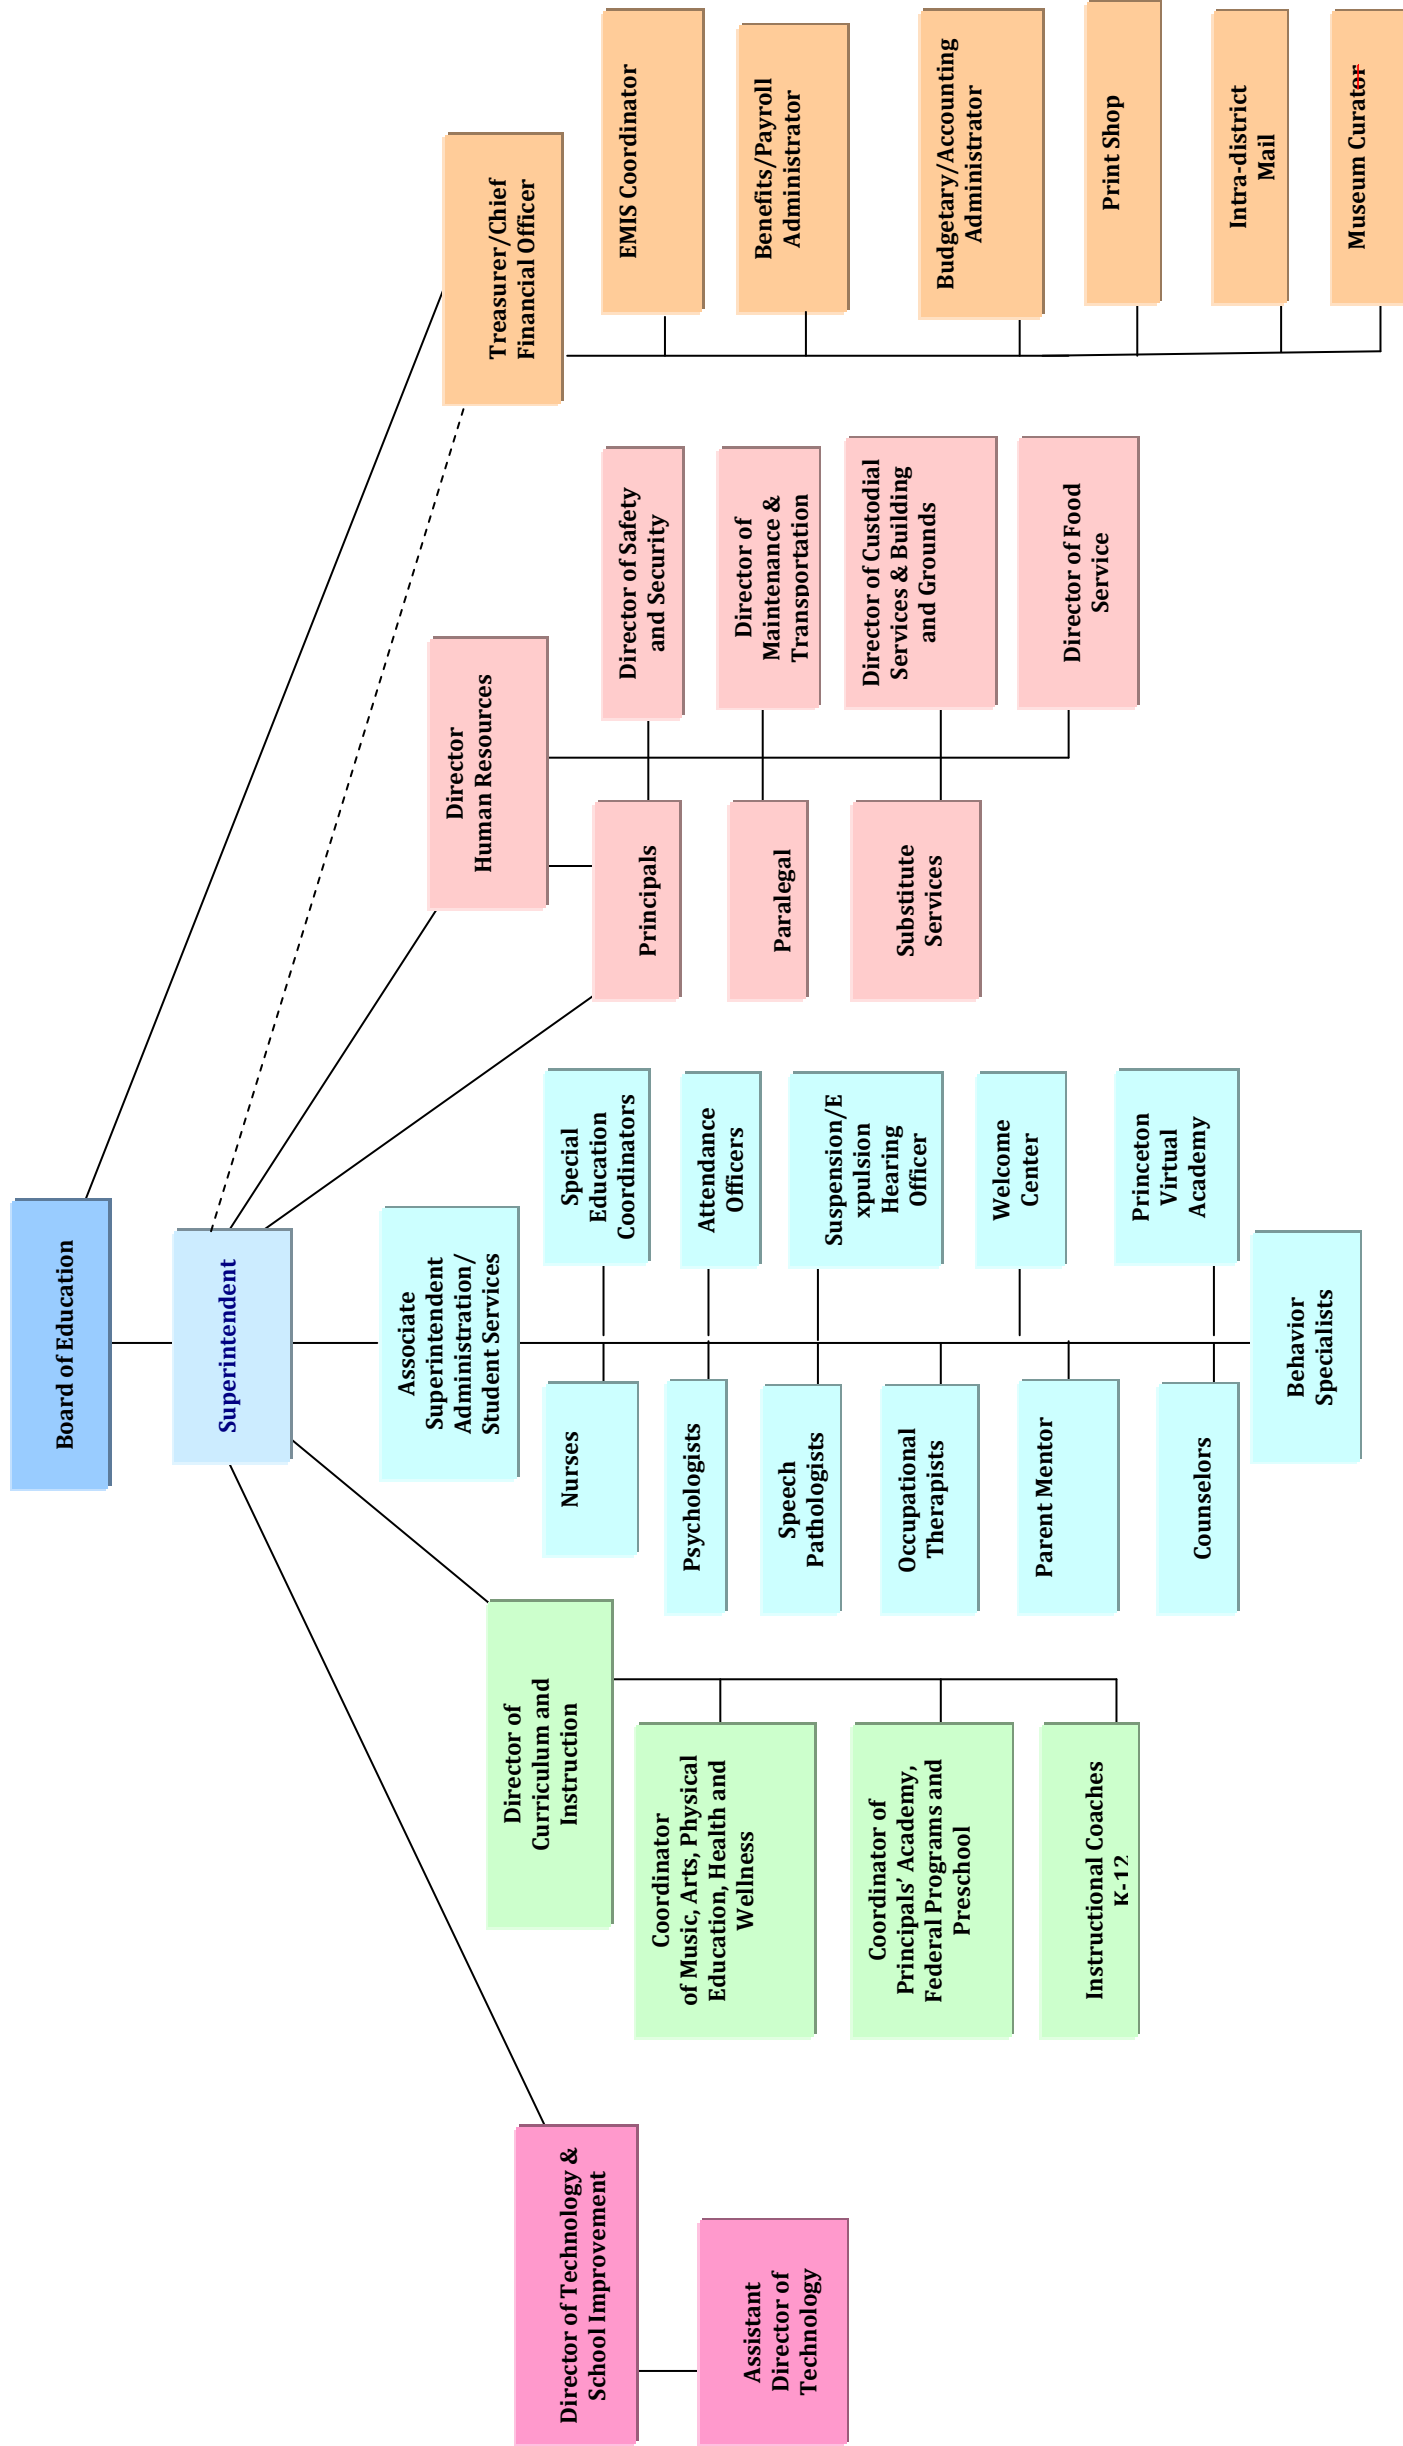 Board of Education
Superintendent
Director of Technology &
School Improvement
Assistant
Director of
Technology
Director of
Curriculum and
Instruction
Coordinator
of Music, Arts, Physical
Education, Health and
Wellness
Coordinator of
Principals’ Academy,
Federal Programs and
Preschool
Instructional Coaches
K-12
Associate
Superintendent
Administration/
Student Services
Nurses
Psychologists
Speech
Pathologists
Occupational
Therapists
Parent Mentor
Counselors
Special
Education
Coordinators
Attendance
Officers
Suspension/E
xpulsion
Hearing
Officer
Welcome
Center
Princeton
Virtual
Academy
Behavior
Specialists
Director
Human Resources
Principals
Paralegal
Substitute
Services
Director of Safety
and Security
Director of
Maintenance &
Transportation
Director of Custodial
Services & Building
and Grounds
Director of Food
Service
Treasurer/Chief
Financial Officer
EMIS Coordinator
Benefits/Payroll
Administrator
Budgetary/Accounting
Administrator
Print Shop
Intra-district
Mail
Museum Curator